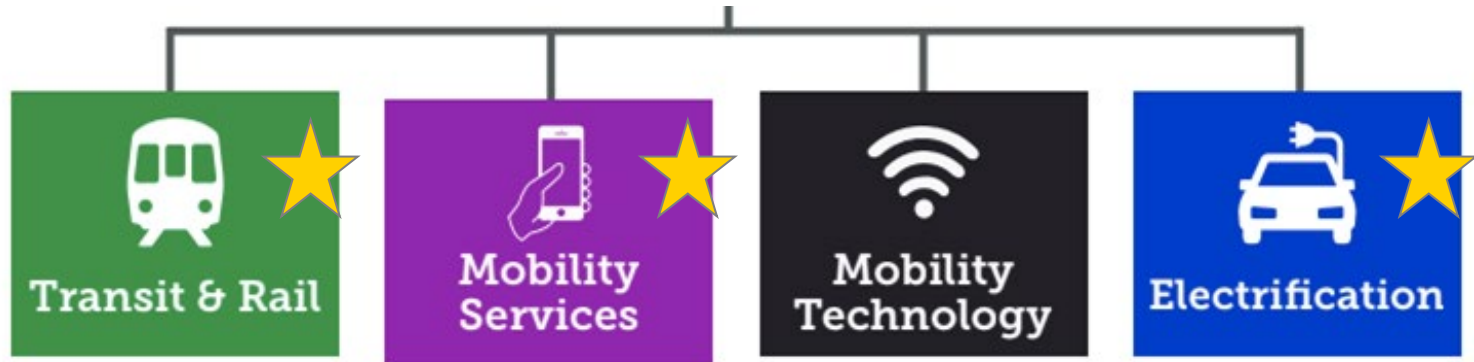 Transit & Rail
Mobility
Services
Mobility
Technology
Electrification